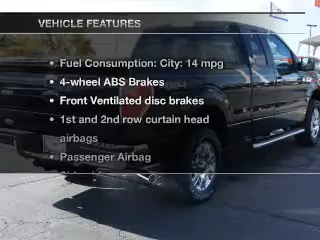 VEHICLE FEATURES
• Fuel Consumption: City: 14 mpg
• 4-wheel ABS Brakes
• Front Ventilated disc brakes
• 1st and 2nd row curtain head
airbags
• Passenger Airbag